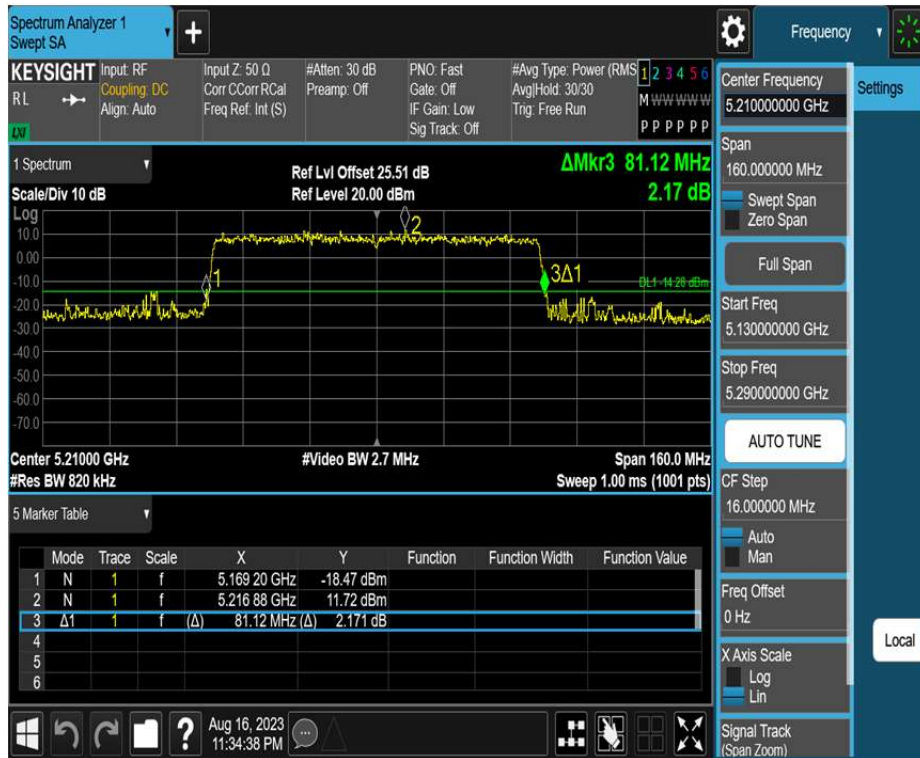 Spectrum Analyzer 1
Swept SA
+
Frequency
KEYSIGHT
RL
LXI
Input: RF
Coupling: DC
Align: Auto
Input Z: 50 Ω
Corr CCorr RCal
Freq Ref: Int (S)
#Atten: 30 dB
Preamp: Off
PNO: Fast
Gate: Off
IF Gain: Low
Sig Track: Off
#Avg Type: Power (RMS
Avg|Hold: 30/30
Trig: Free Run
1 2 3 4 5 6
M W W W W W
P P P P P P
1 Spectrum
Scale/Div 10 dB
Ref Lvl Offset 25.51 dB
Ref Level 20.00 dBm
ΔMkr3 81.12 MHz
2.17 dB
Log
10.0
0.00
-10.0
-20.0
-30.0
-40.0
-50.0
-60.0
-70.0
2
1
3Δ1
DL1 -14.28 dBm
Center 5.21000 GHz
#Video BW 2.7 MHz
Span 160.0 MHz
#Res BW 820 kHz
Sweep 1.00 ms (1001 pts)
5 Marker Table
Mode Trace Scale X Y Function Function Width Function Value
1 N 1 f 5.169 20 GHz -18.47 dBm
2 N 1 f 5.216 88 GHz 11.72 dBm
3 Δ1 1 f (Δ) 81.12 MHz (Δ) 2.171 dB
4
5
6
?
Aug 16, 2023
11:34:38 PM
Center Frequency
5.210000000 GHz
Span
160.000000 MHz
Swept Span
Zero Span
Full Span
Start Freq
5.130000000 GHz
Stop Freq
5.290000000 GHz
AUTO TUNE
CF Step
16.000000 MHz
Auto
Man
Freq Offset
0 Hz
X Axis Scale
Log
Lin
Signal Track
(Span Zoom)
Settings
Local